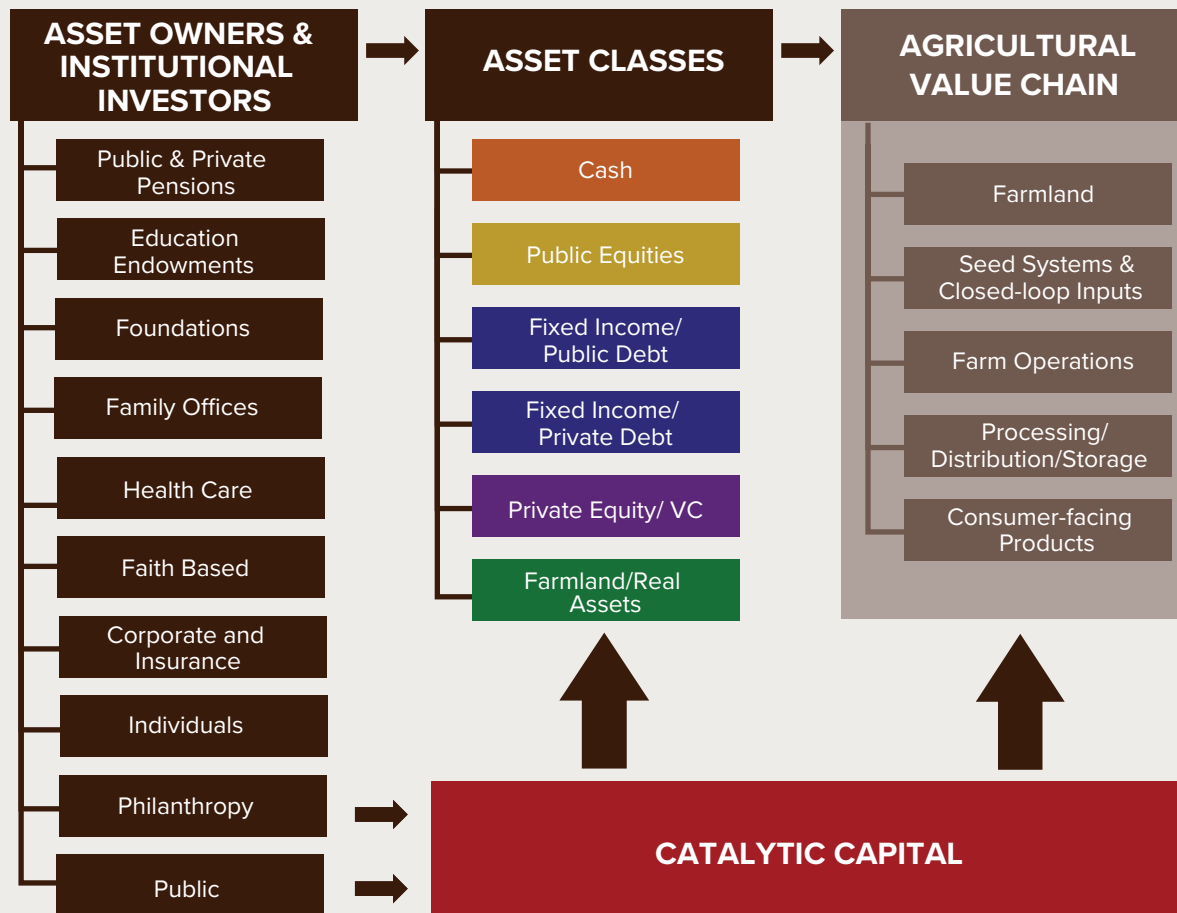 ASSET OWNERS &
INSTITUTIONAL
INVESTORS
Public & Private
Pensions
Education
Endowments
Foundations
Family Offices
Health Care
Faith Based
Corporate and
Insurance
Individuals
Philanthropy
Public
ASSET CLASSES
Cash
Public Equities
Fixed Income/
Public Debt
Fixed Income/
Private Debt
Private Equity/ VC
Farmland/Real
Assets
AGRICULTURAL
VALUE CHAIN
Farmland
Seed Systems &
Closed-loop Inputs
Farm Operations
Processing/
Distribution/Storage
Consumer-facing
Products
CATALYTIC CAPITAL